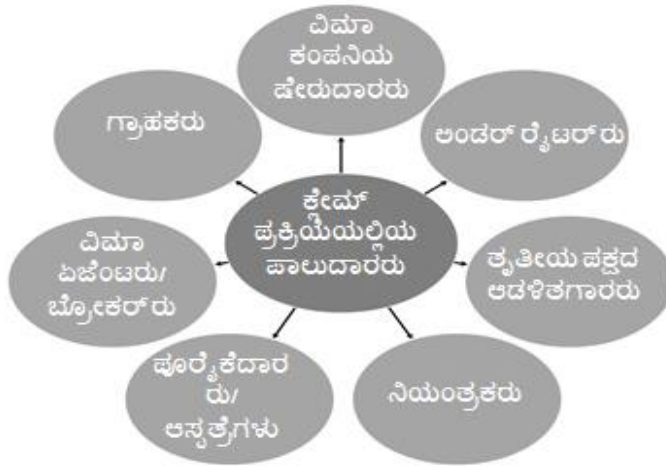 ವಿಮಾ
ಕಂಪನಿಯ
ಷೇರುದಾರರು
ಗ್ರಾಹಕರು
ಅಂಡರ್ ರೈಟರ್ ರು
ಕ್ಲೇಮ್
ಪ್ರಕ್ರಿಯೆಯಲ್ಲಿಯ
ಪಾಲುದಾರರು
ವಿಮಾ
ಏಜೆಂಟರು/
ಬ್ರೋಕರ್ ರು
ತೃತೀಯ ಪಕ್ಷದ
ಆಡಳಿತಗಾರರು
ಪೂರೈಕೆದಾರ
ರು/
ಆಸ್ಪತ್ರೆಗಳು
ನಿಯಂತ್ರಕರು